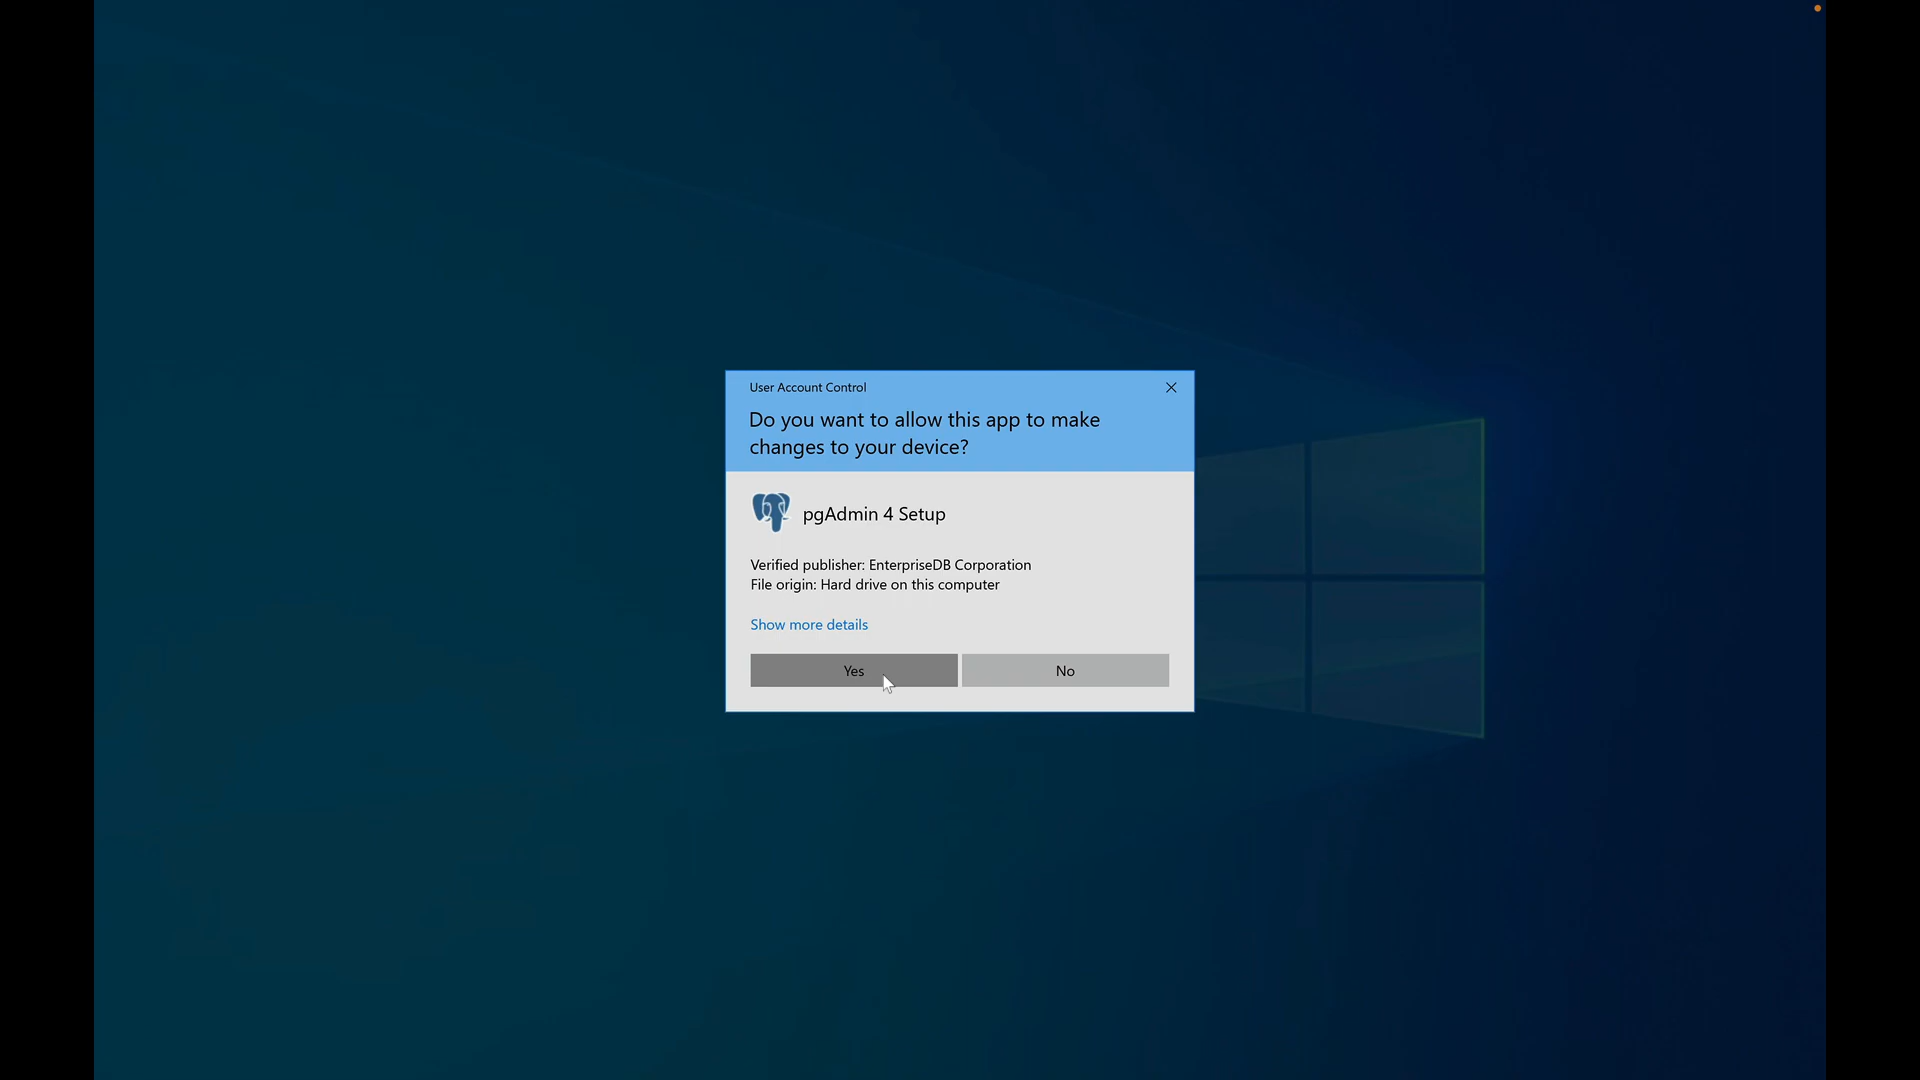 User Account Control
Do you want to allow this app to make
changes to your device?
pgAdmin 4 Setup
Verified publisher: EnterpriseDB Corporation
File origin: Hard drive on this computer
Show more details
Yes
No